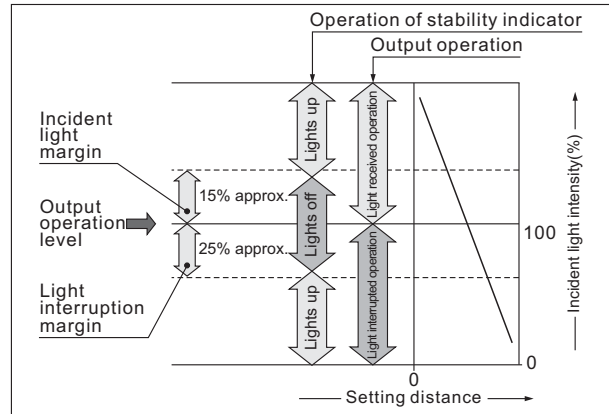 Operation of stability indicator
Output operation
Incident
light
margin
Output
operation
level
Light
interruption
margin
15% approx.
25% approx.
Lights up
Lights off
Lights up
Light received operation
Light interrupted operation
100
0
0
Setting distance
Incident light intensity(%)